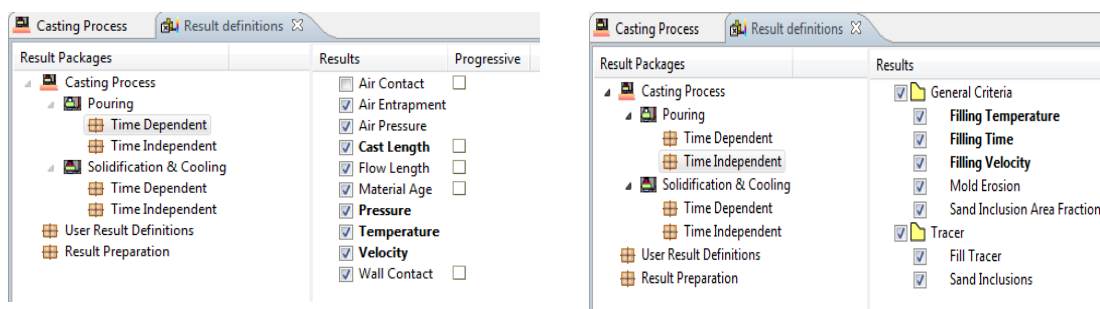 Casting Process Result definitions
Result Packages Results Progressive
Casting Process Air Contact
Pouring Air Entrapment
Time Dependent Air Pressure
Time Independent Cast Length
Solidification & Cooling Flow Length
Time Dependent Material Age
Time Independent Pressure
User Result Definitions Temperature
Result Preparation Velocity
Wall Contact
Casting Process Result definitions
Result Packages Results
Casting Process General Criteria
Pouring Filling Temperature
Time Dependent Filling Time
Time Independent Filling Velocity
Solidification & Cooling Mold Erosion
Time Dependent Sand Inclusion Area Fraction
Time Independent Tracer
User Result Definitions Fill Tracer
Result Preparation Sand Inclusions